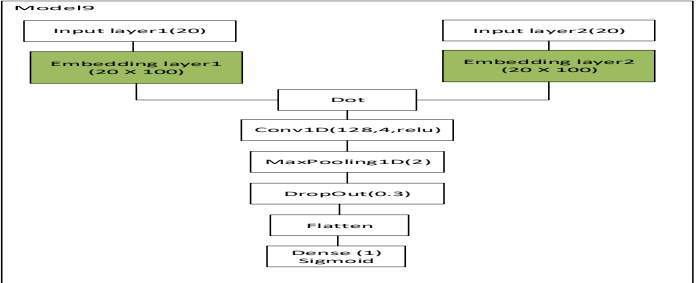 Model9
Input layer1(20)
Input layer2(20)
Embedding layer1
(20 X 100)
Embedding layer2
(20 X 100)
Dot
Conv1D(128,4,relu)
MaxPooling1D(2)
DropOut(0.3)
Flatten
Dense (1)
Sigmoid